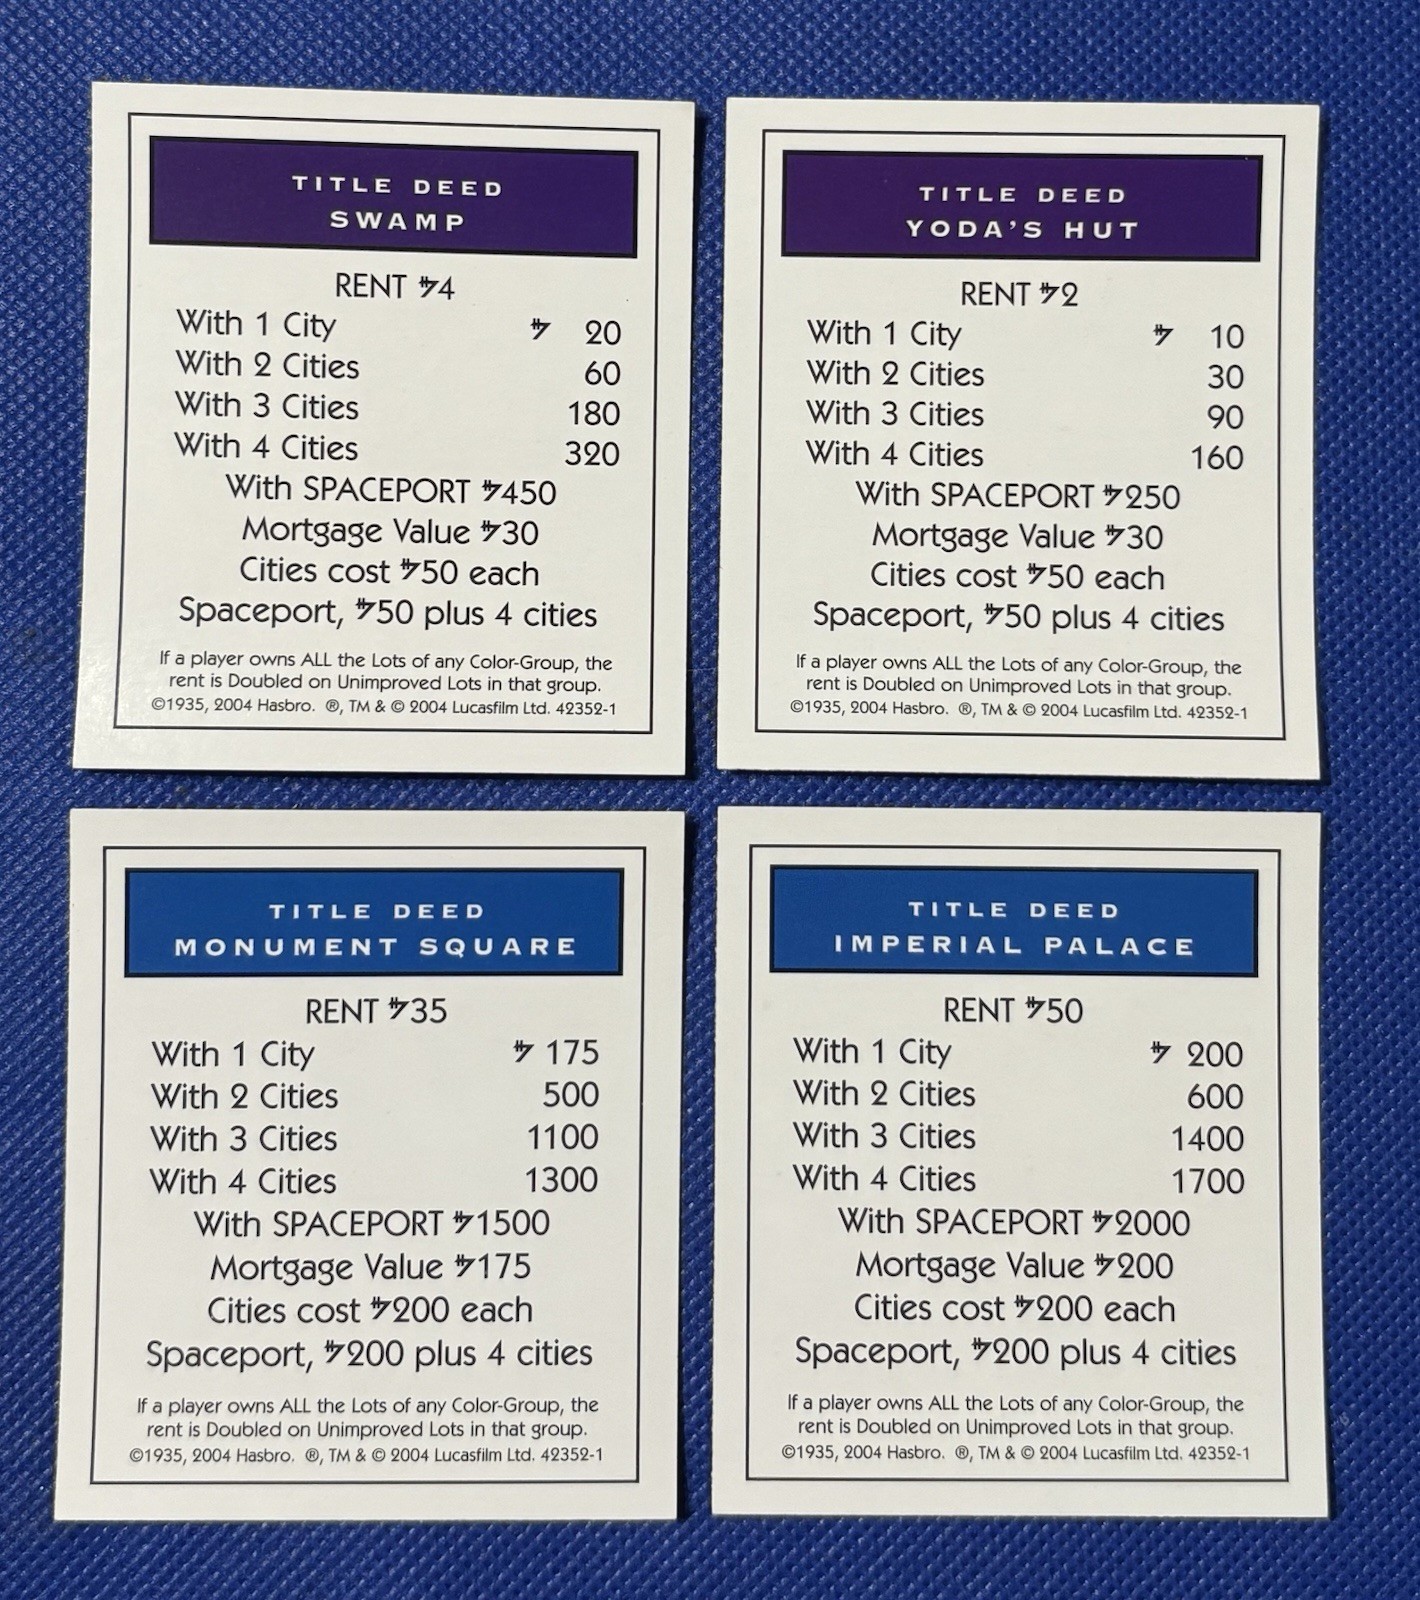 TITLE DEED
SWAMP
RENT 4
With 1 City 20
With 2 Cities 60
With 3 Cities 180
With 4 Cities 320
With SPACEPORT 450
Mortgage Value 30
Cities cost 50 each
Spaceport, 50 plus 4 cities
If a player owns ALL the Lots of any Color-Group, the
rent is Doubled on Unimproved Lots in that group.
©1935, 2004 Hasbro. ®, TM & © 2004 Lucasfilm Ltd. 42352-1
TITLE DEED
YODA'S HUT
RENT 2
With 1 City 10
With 2 Cities 30
With 3 Cities 90
With 4 Cities 160
With SPACEPORT 250
Mortgage Value 30
Cities cost 50 each
Spaceport, 50 plus 4 cities
If a player owns ALL the Lots of any Color-Group, the
rent is Doubled on Unimproved Lots in that group.
©1935, 2004 Hasbro. ®, TM & © 2004 Lucasfilm Ltd. 42352-1
TITLE DEED
MONUMENT SQUARE
RENT 35
With 1 City 175
With 2 Cities 500
With 3 Cities 1100
With 4 Cities 1300
With SPACEPORT 1500
Mortgage Value 175
Cities cost 200 each
Spaceport, 200 plus 4 cities
If a player owns ALL the Lots of any Color-Group, the
rent is Doubled on Unimproved Lots in that group.
©1935, 2004 Hasbro. ®, TM & © 2004 Lucasfilm Ltd. 42352-1
TITLE DEED
IMPERIAL PALACE
RENT 50
With 1 City 200
With 2 Cities 600
With 3 Cities 1400
With 4 Cities 1700
With SPACEPORT 2000
Mortgage Value 200
Cities cost 200 each
Spaceport, 200 plus 4 cities
If a player owns ALL the Lots of any Color-Group, the
rent is Doubled on Unimproved Lots in that group.
©1935, 2004 Hasbro. ®, TM & © 2004 Lucasfilm Ltd. 42352-1